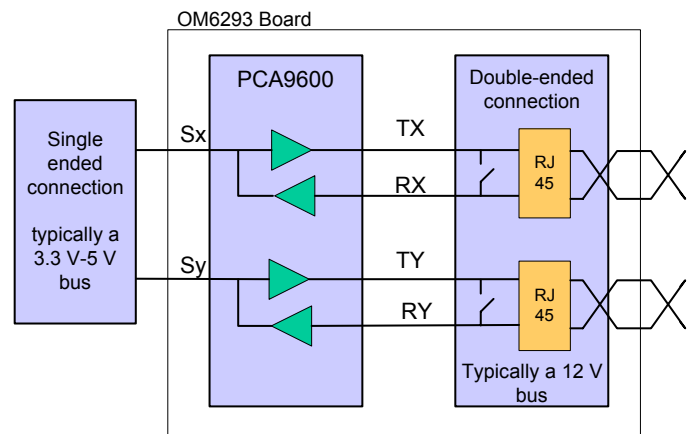 OM6293 Board
PCA9600
Double-ended
connection
Single
ended
connection
typically a
3.3 V-5 V
bus
Sx
TX
RX
RJ
45
Sy
TY
RY
RJ
45
Typically a 12 V
bus